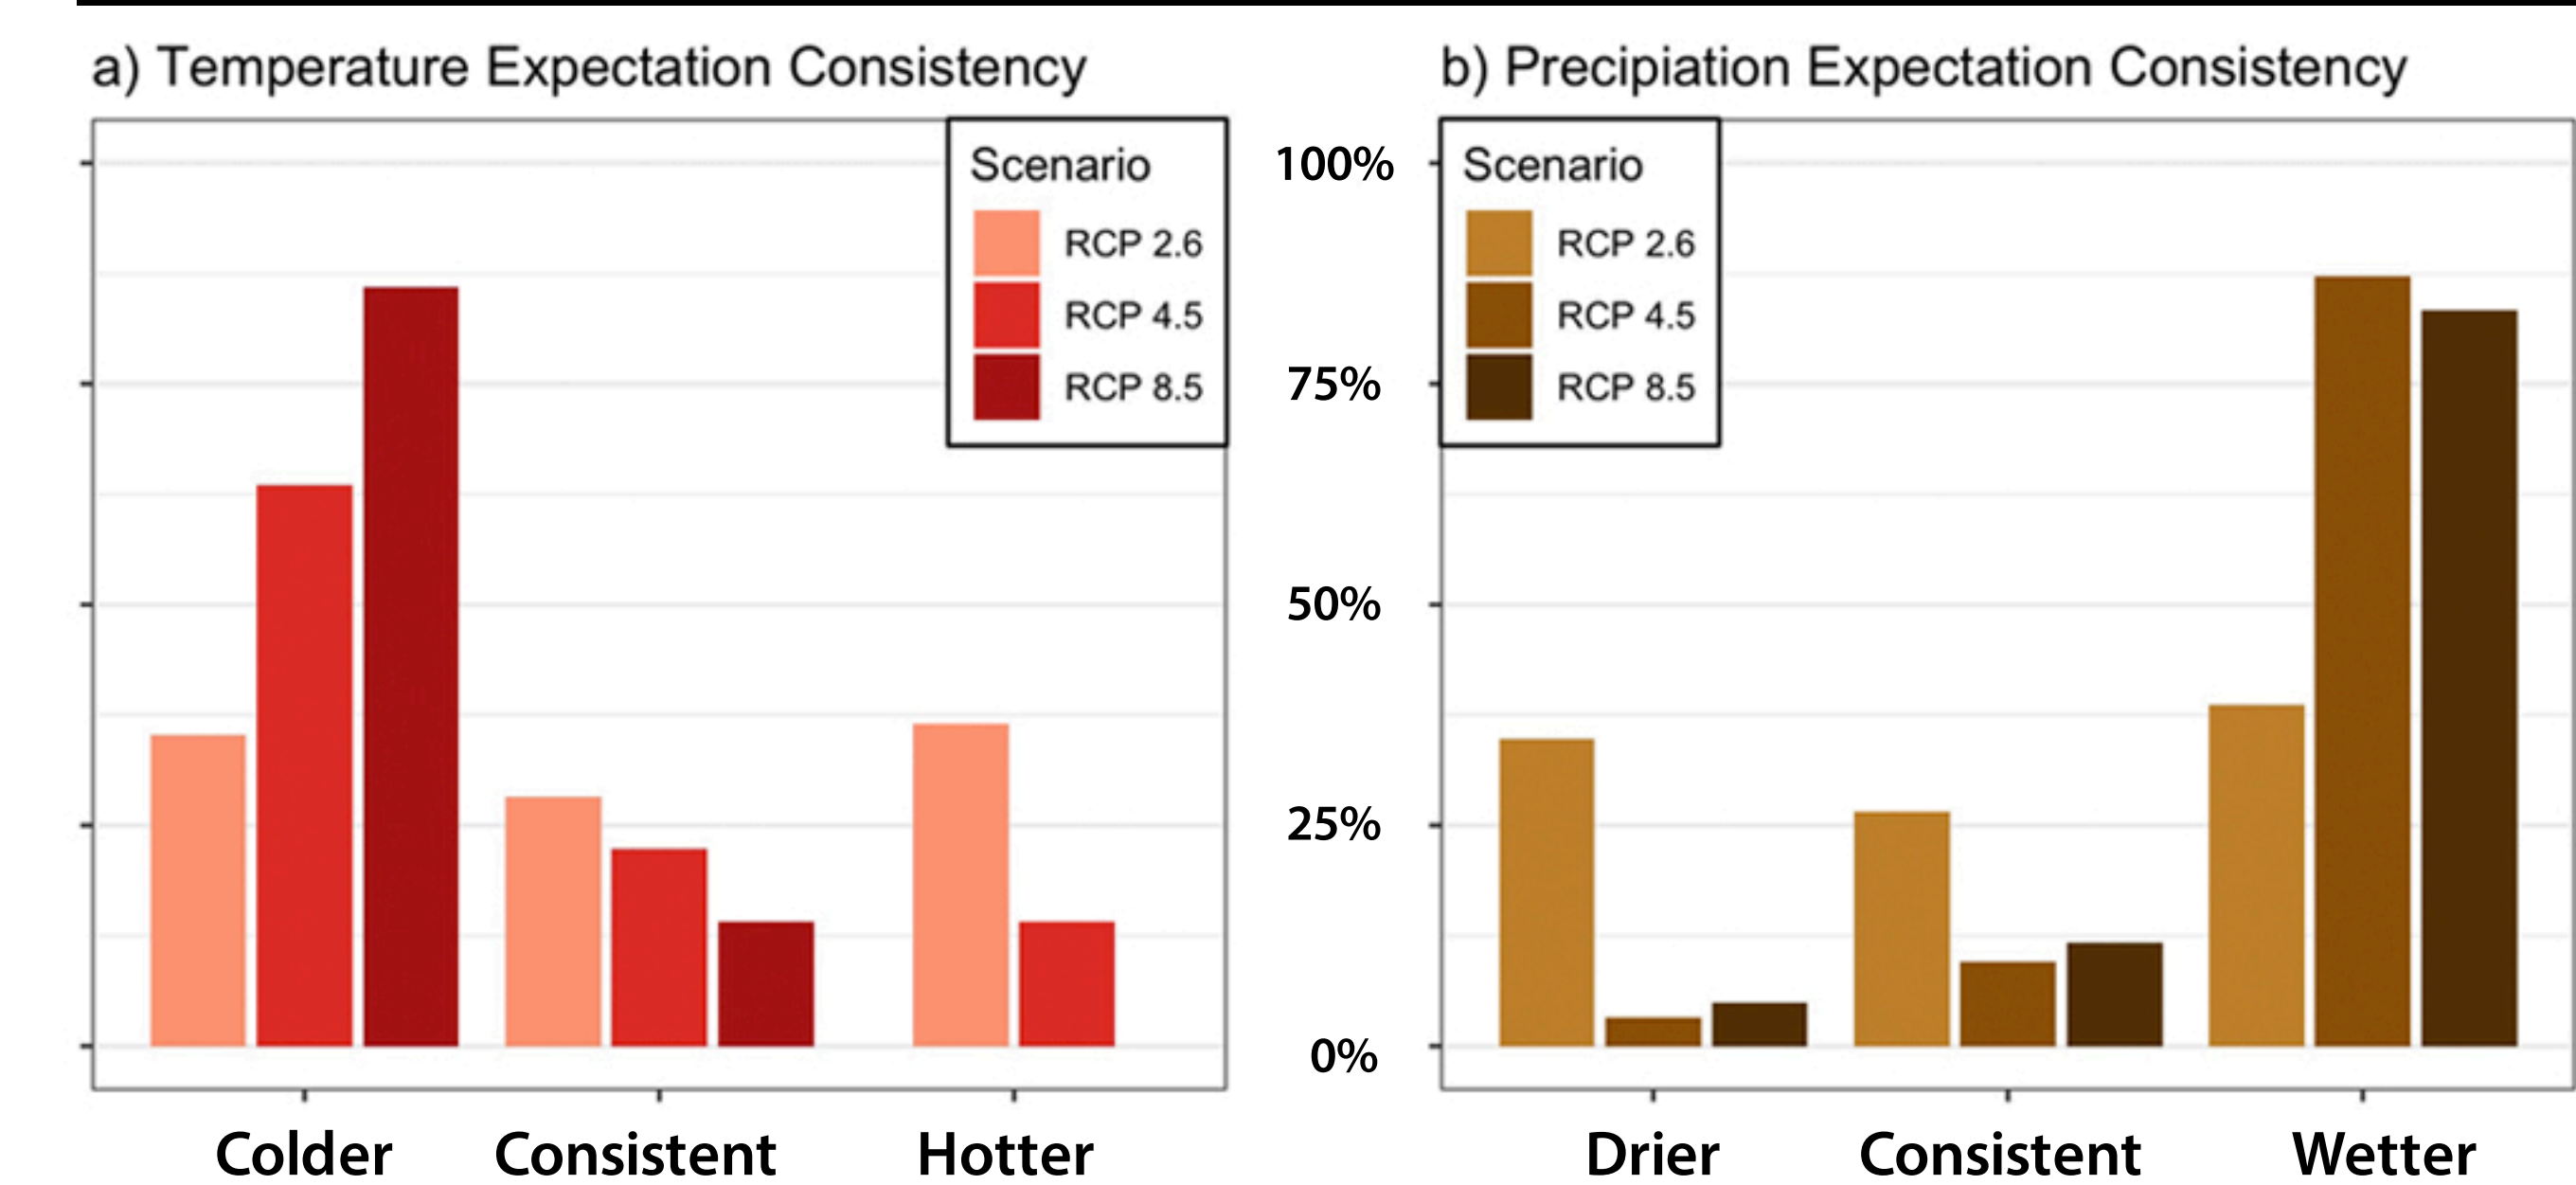 a) Temperature Expectation Consistency
Scenario
RCP 2.6
RCP 4.5
RCP 8.5
Colder Consistent Hotter
100%
75%
50%
25%
0%
b) Precipiation Expectation Consistency
Scenario
RCP 2.6
RCP 4.5
RCP 8.5
Drier Consistent Wetter